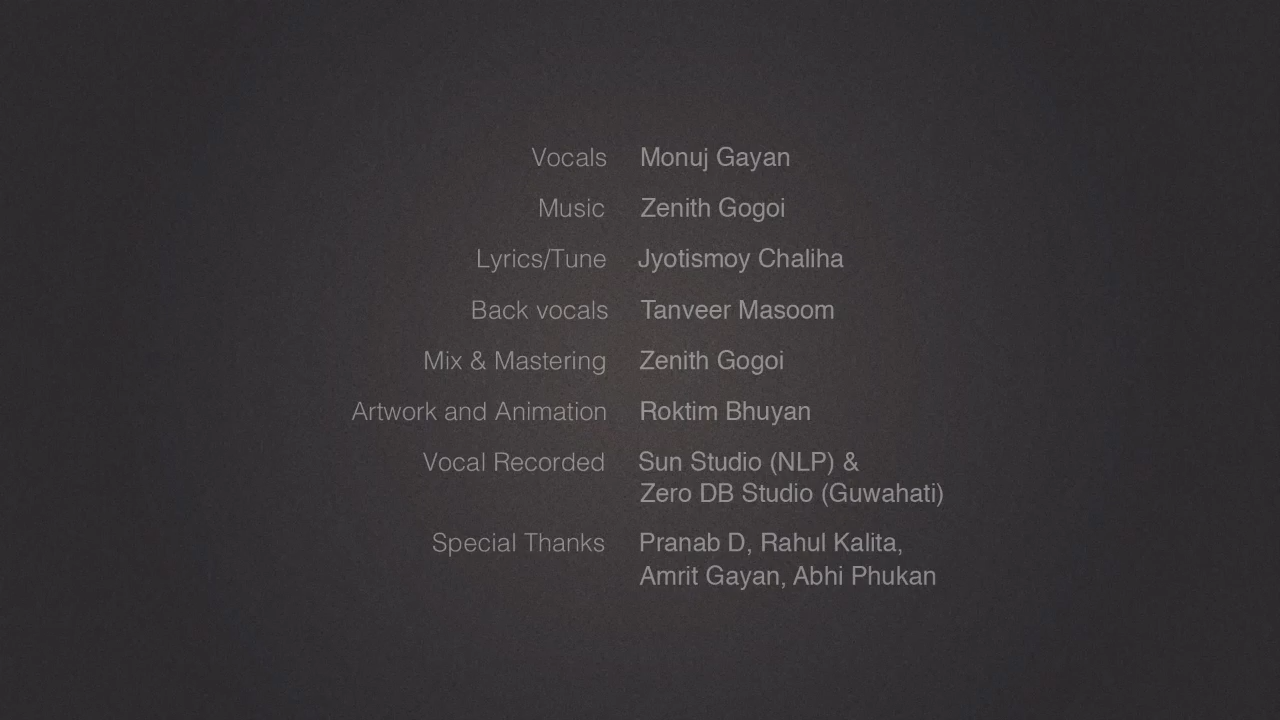 Vocals Monuj Gayan
Music Zenith Gogoi
Lyrics/Tune Jyotismoy Chaliha
Back vocals Tanveer Masoom
Mix & Mastering Zenith Gogoi
Artwork and Animation Roktim Bhuyan
Vocal Recorded Sun Studio (NLP) &
Zero DB Studio (Guwahati)
Special Thanks Pranab D, Rahul Kalita,
Amrit Gayan, Abhi Phukan